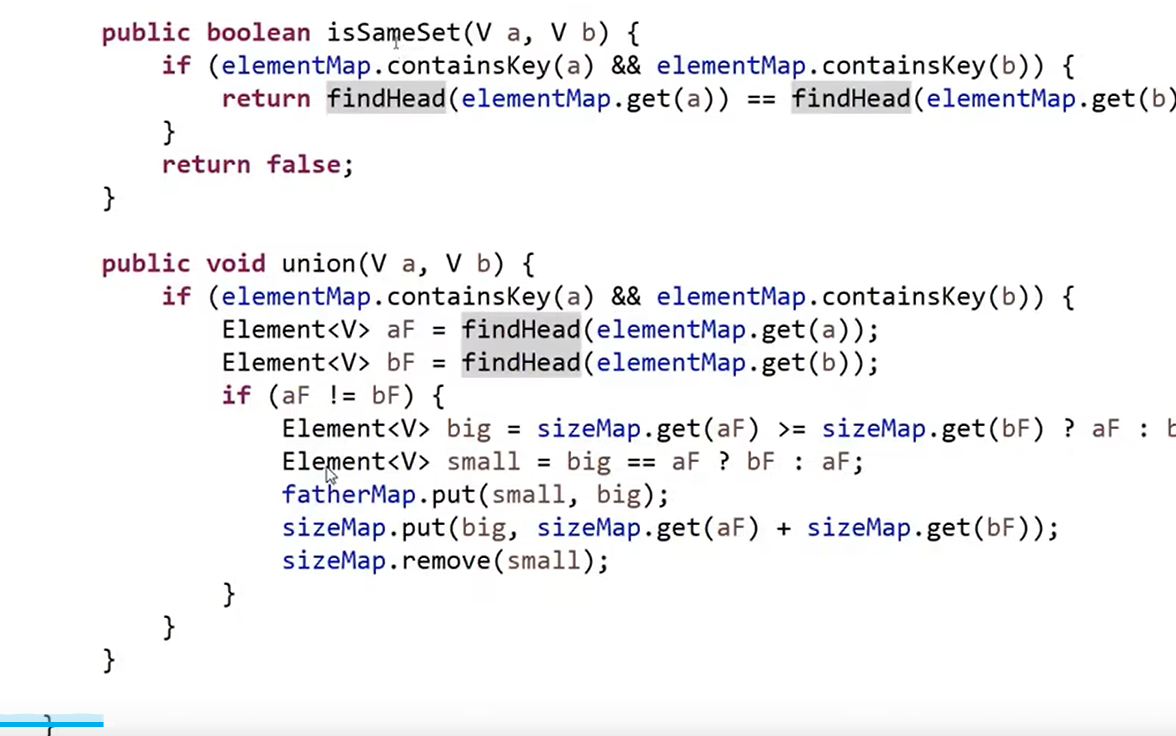 public boolean isSameSet(V a, V b) {
if (elementMap.containsKey(a) && elementMap.containsKey(b)) {
return findHead(elementMap.get(a)) == findHead(elementMap.get(b)
}
return false;
}
public void union(V a, V b) {
if (elementMap.containsKey(a) && elementMap.containsKey(b)) {
Element<V> aF = findHead(elementMap.get(a));
Element<V> bF = findHead(elementMap.get(b));
if (aF != bF) {
Element<V> big = sizeMap.get(aF) >= sizeMap.get(bF) ? aF : b
Element<V> small = big == aF ? bF : aF;
fatherMap.put(small, big);
sizeMap.put(big, sizeMap.get(aF) + sizeMap.get(bF));
sizeMap.remove(small);
}
}
}
}